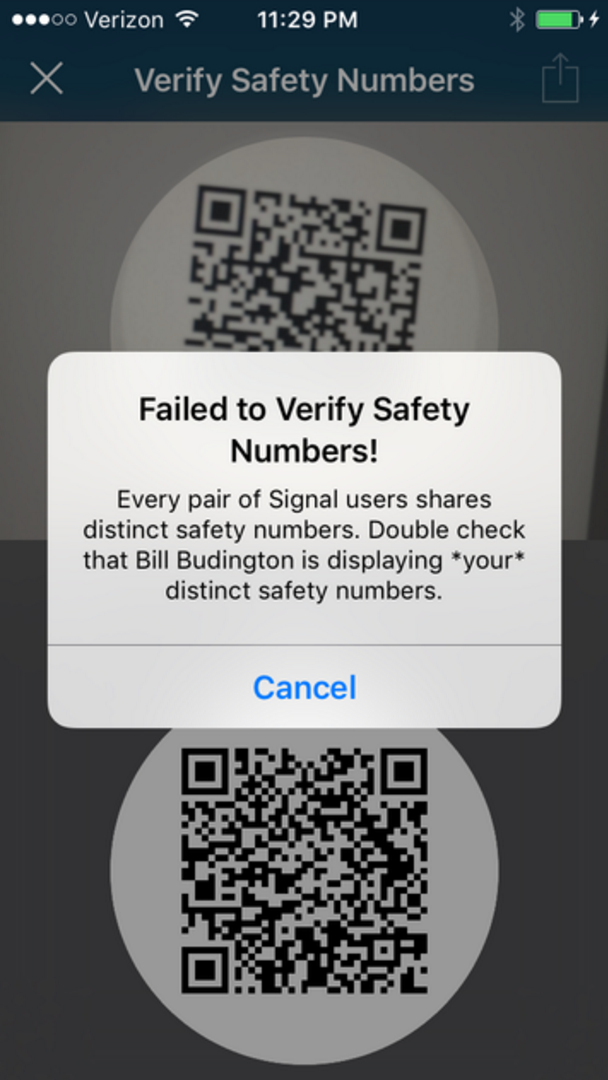 Verizon 11:29 PM
Verify Safety Numbers
Failed to Verify Safety
Numbers!
Every pair of Signal users shares
distinct safety numbers. Double check
that Bill Budington is displaying *your*
distinct safety numbers.
Cancel